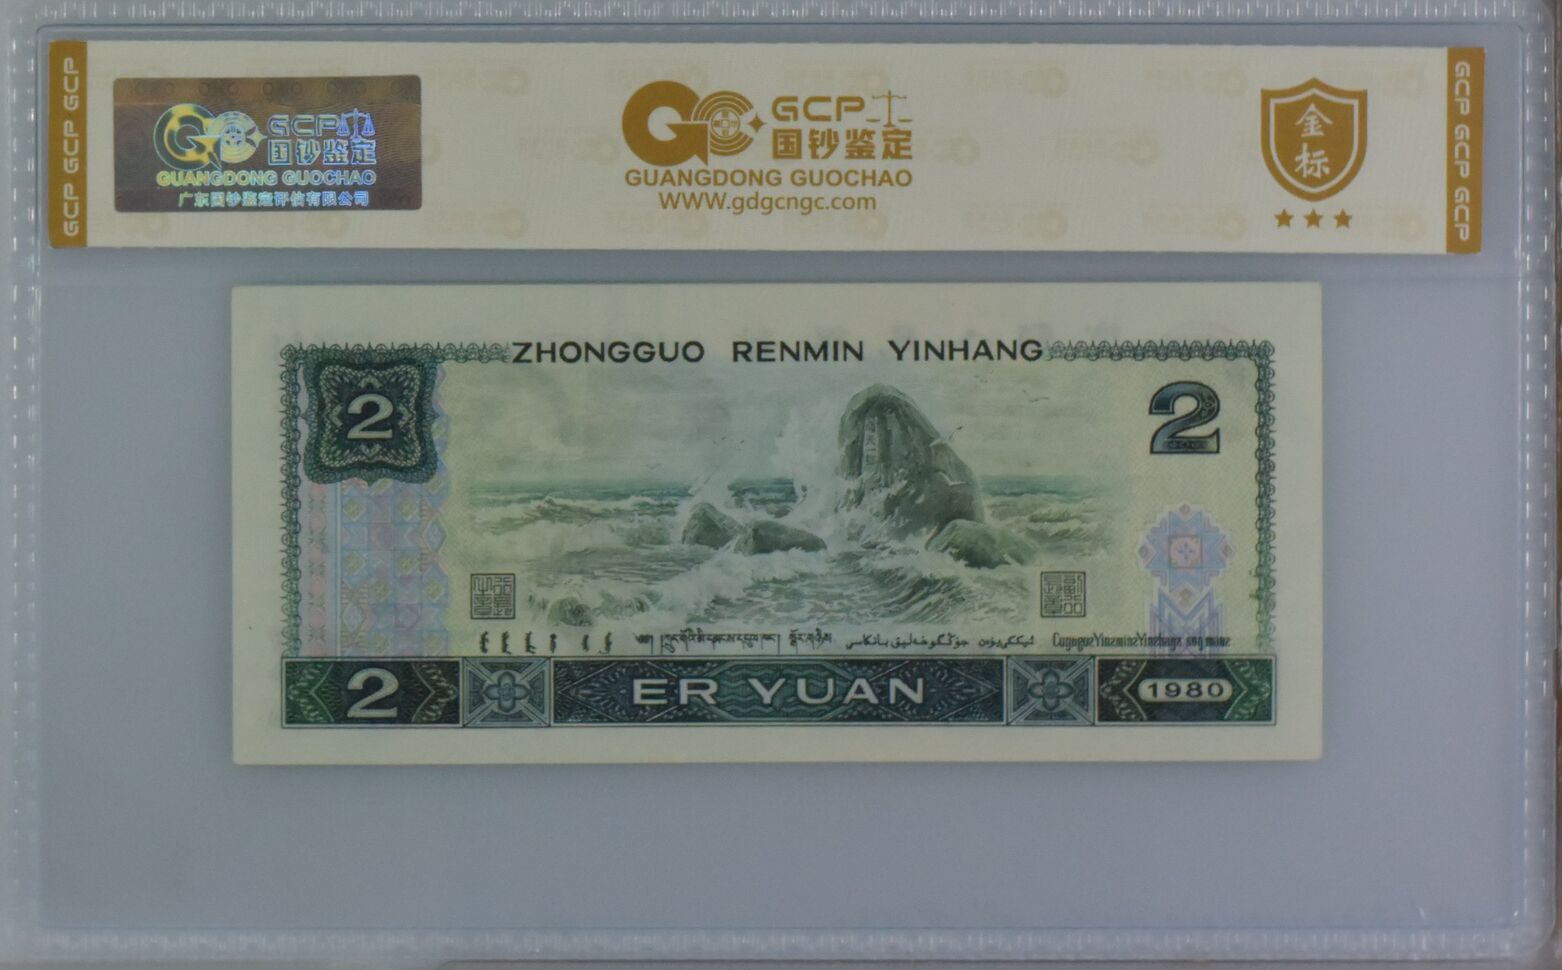 GCP GCP GCP
GCP
国钞鉴定
GUANGDONG GUOCHAO
广东国钞鉴定评估有限公司
GCP
国钞鉴定
GUANGDONG GUOCHAO
WWW.gdgcngc.com
金标
GCP GCP GCP
ZHONGGUO RENMIN YINHANG
2
2
2
ER YUAN
1980